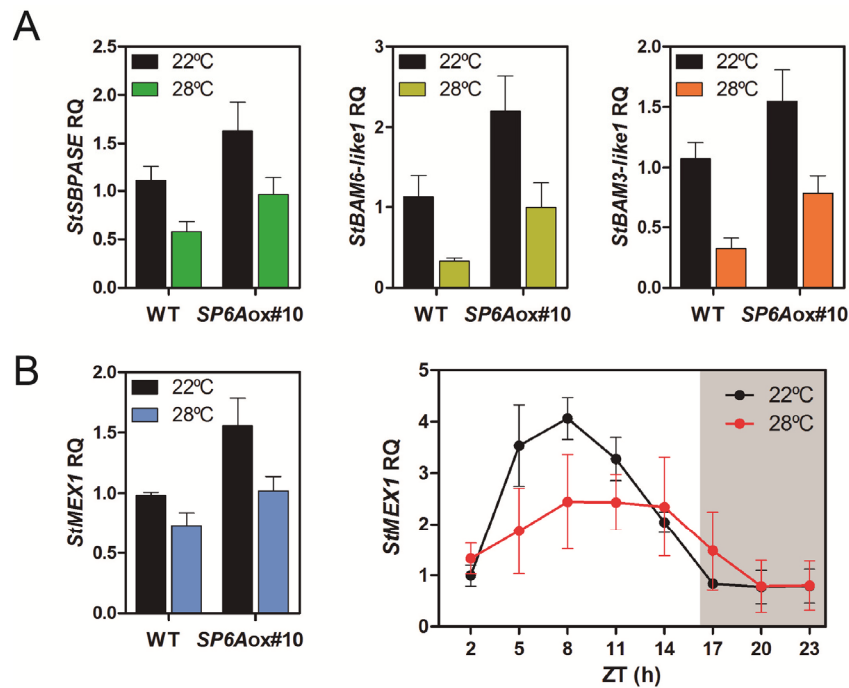 A
StSBPASE RQ
2.5
2.0
1.5
1.0
0.5
0.0
22ºC
28ºC
WT SP6Aox#10
StBAM6-like1 RQ
3
2
1
0
22ºC
28ºC
WT SP6Aox#10
StBAM3-like1 RQ
2.0
1.5
1.0
0.5
0.0
22ºC
28ºC
WT SP6Aox#10
B
StMEX1 RQ
2.0
1.5
1.0
0.5
0.0
22ºC
28ºC
WT SP6Aox#10
StMEX1 RQ
5
4
3
2
1
0
22ºC
28ºC
2 5 8 11 14 17 20 23
ZT (h)